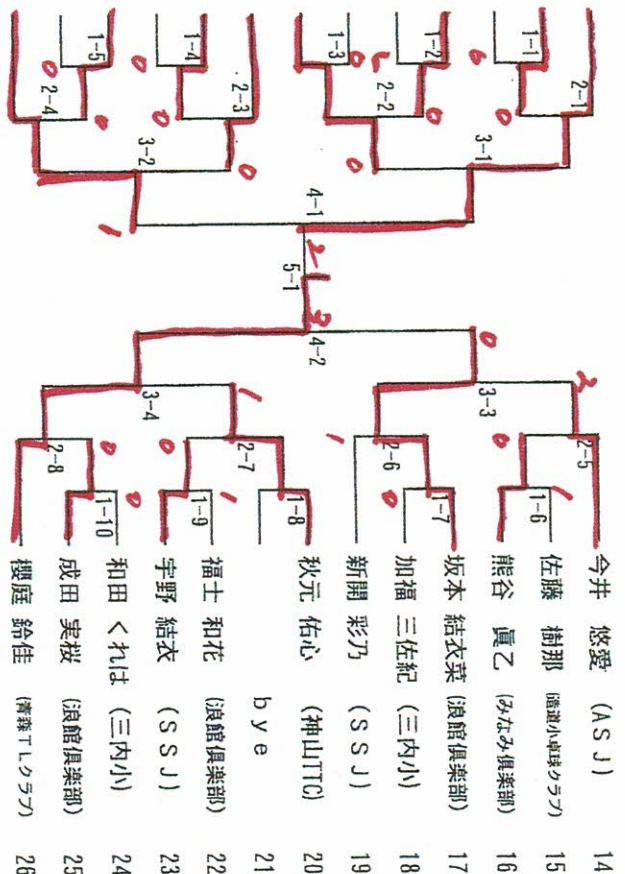 今井 悠愛 (ASJ) 14
佐藤 樹那 (造道小卓球クラブ) 15
熊谷 眞乙 (みなみ倶楽部) 16
坂本 結衣菜 (浪館倶楽部) 17
加福 三佐紀 (三内小) 18
新開 彩乃 (SSJ) 19
秋元 佑心 (神山TTC) 20
bye 21
福士 和花 (浪館倶楽部) 22
宇野 結衣 (SSJ) 23
和田 くれは (三内小) 24
成田 実桜 (浪館倶楽部) 25
櫻庭 鈴佳 (青森TLクラブ) 26
1-1
1-2
1-3
1-4
1-5
2-1
2-2
2-3
2-4
3-1
3-2
4-1
5-1
4-2
3-3
3-4
2-5
2-6
2-7
2-8
1-6
1-7
1-8
1-9
1-10